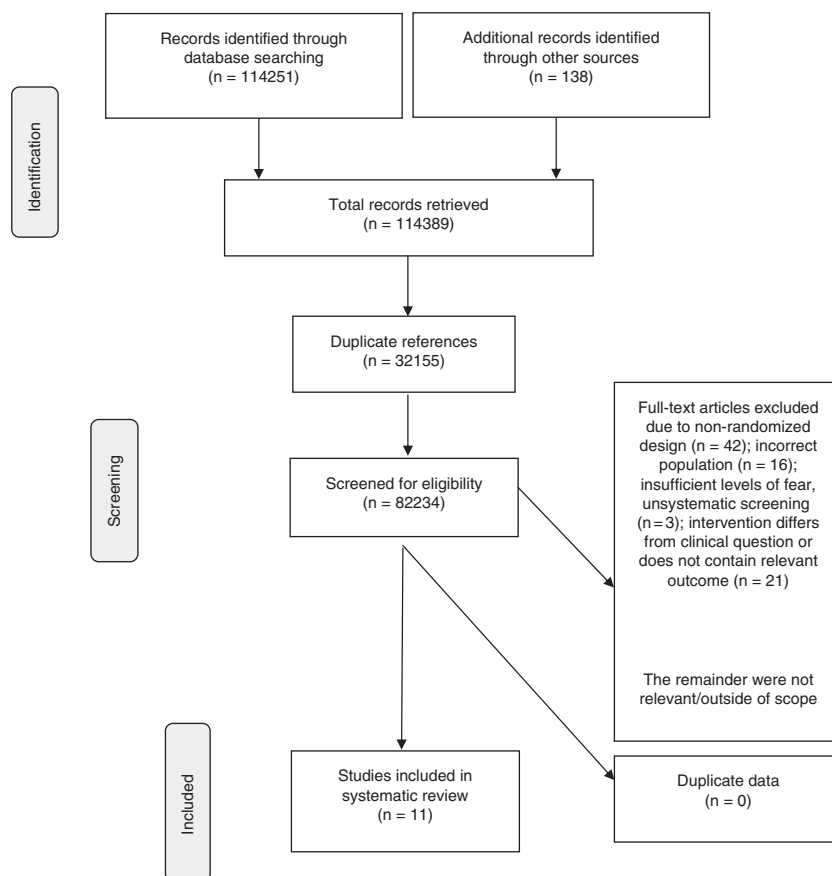 Records identified through
database searching
(n = 114251)
Additional records identified
through other sources
(n = 138)
Identification
Total records retrieved
(n = 114389)
Duplicate references
(n = 32155)
Screening
Screened for eligibility
(n = 82234)
Full-text articles excluded
due to non-randomized
design (n = 42); incorrect
population (n = 16);
insufficient levels of fear,
unsystematic screening
(n = 3); intervention differs
from clinical question or
does not contain relevant
outcome (n = 21)
The remainder were not
relevant/outside of scope
Included
Studies included in
systematic review
(n = 11)
Duplicate data
(n = 0)